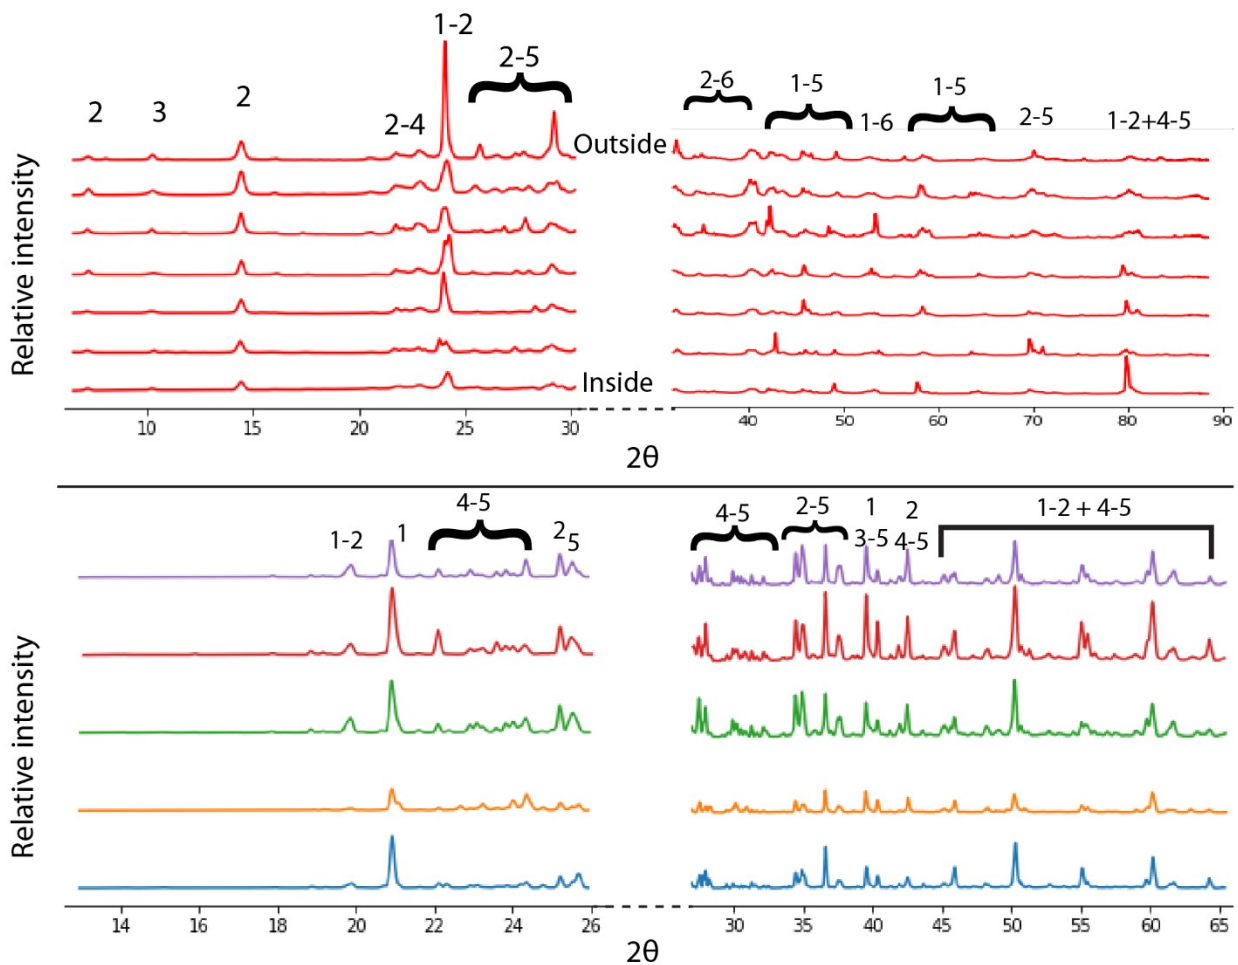 1-2
2-5
2 3 2 2-4
2-6 1-5 1-6 1-5 2-5 1-2+4-5
Outside
Inside
Relative intensity
10 15 20 25 30 40 50 60 70 80 90
2θ
4-5 4-5 2-5 1 2 1-2 + 4-5
1-2 1 2 5 3-5 4-5
Relative intensity
14 16 18 20 22 24 26 30 35 40 45 50 55 60 65
2θ